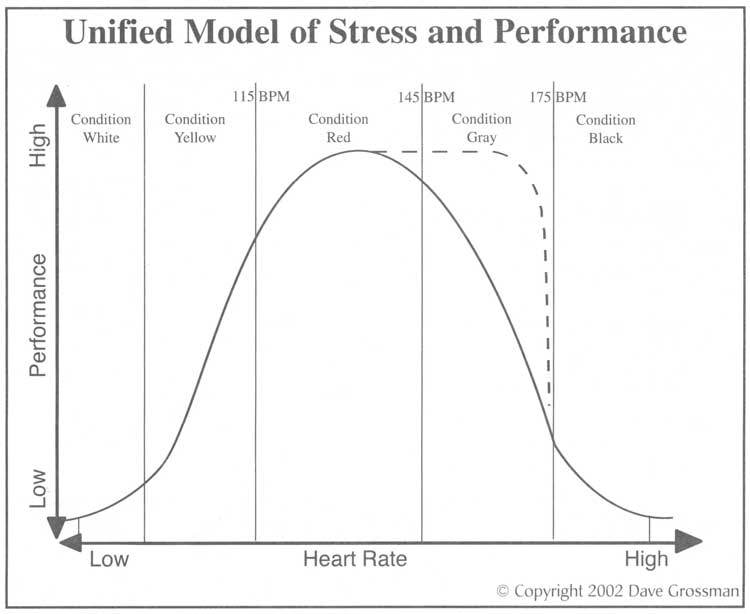 Unified Model of Stress and Performance
115 BPM
145 BPM
175 BPM
Condition
White
Condition
Yellow
Condition
Red
Condition
Gray
Condition
Black
High
Performance
Low
Low
Heart Rate
High
© Copyright 2002 Dave Grossman